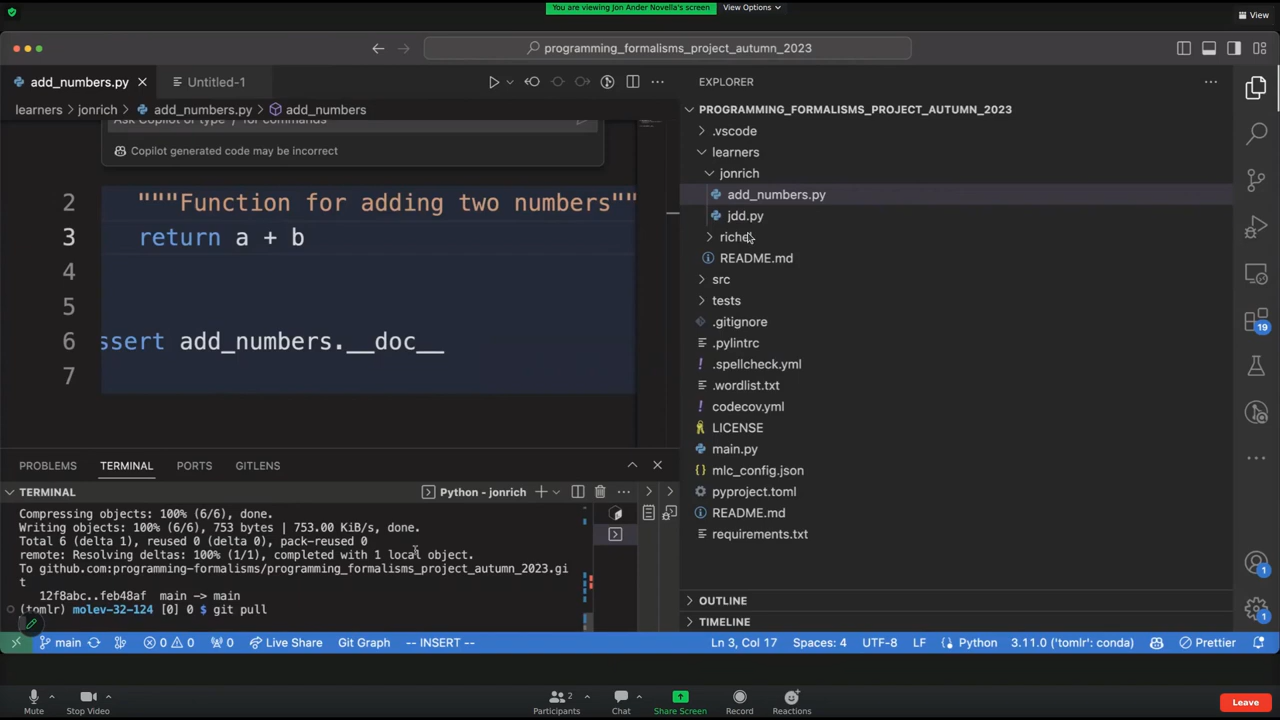 You are viewing Jon Ander Novella's screen View Options
View
programming_formalisms_project_autumn_2023
add_numbers.py Untitled-1
learners jonrich add_numbers.py add_numbers
Ask Copilot or type '/' for commands
Copilot generated code may be incorrect
2 """Function for adding two numbers"""
3 return a + b
4
5
6 ssert add_numbers.__doc__
7
PROBLEMS TERMINAL PORTS GITLENS
TERMINAL Python - jonrich
Compressing objects: 100% (6/6), done.
Writing objects: 100% (6/6), 753 bytes | 753.00 KiB/s, done.
Total 6 (delta 1), reused 0 (delta 0), pack-reused 0
remote: Resolving deltas: 100% (1/1), completed with 1 local object.
To github.com:programming-formalisms/programming_formalisms_project_autumn_2023.gi
t
12f8abc..feb48af main -> main
(tomlr) molev-32-124 [0] 0 $ git pull
EXPLORER
PROGRAMMING_FORMALISMS_PROJECT_AUTUMN_2023
.vscode
learners
jonrich
add_numbers.py
jdd.py
riche
README.md
src
tests
.gitignore
.pylintrc
.spellcheck.yml
.wordlist.txt
codecov.yml
LICENSE
main.py
mlc_config.json
pyproject.toml
README.md
requirements.txt
OUTLINE
TIMELINE
19
1
1
main 0 0 0 Live Share Git Graph -- INSERT -- Ln 3, Col 17 Spaces: 4 UTF-8 LF Python 3.11.0 ('tomlr': conda) Prettier
Mute Stop Video Participants 2 Chat Share Screen Record Reactions Leave